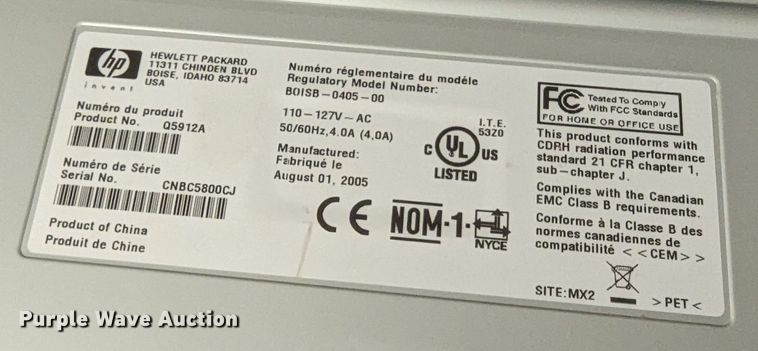 hp
invent
HEWLETT PACKARD
11311 CHINDEN BLVD
BOISE, IDAHO 83714
USA
Numéro du produit
Product No. Q5912A
Numéro de Série
Serial No. CNBC5800CJ
Product of China
Produit de Chine
Numéro réglementaire du modèle
Regulatory Model Number:
BOISB-0405-00
110-127V-AC
50/60Hz,4.0A (4,0A)
Manufactured:
Fabriqué le
August 01, 2005
I.T.E.
53Z0
C UL US
LISTED
CE NOM-1-
NYCE
FC Tested To Comply
With FCC Standards
FOR HOME OR OFFICE USE
This product conforms with
CDRH radiation performance
standard 21 CFR chapter 1,
sub-chapter J.
Complies with the Canadian
EMC Class B requirements.
Conforme à la Classe B des
normes canadiennes de
compatibilité <<CEM>>
SITE:MX2 >PET<
Purple Wave Auction